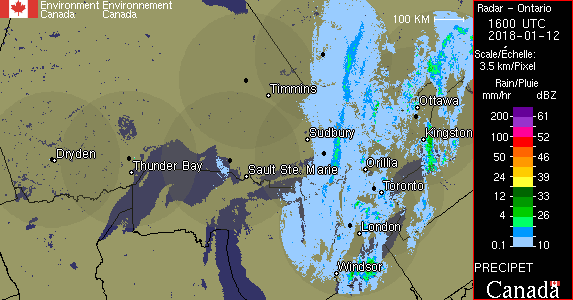 Environment Environnement
Canada Canada
100 KM
Timmins
Ottawa
Sudbury
Kingston
Dryden
Thunder Bay
Sault Ste. Marie
Orillia
Toronto
London
Windsor
Radar - Ontario
1600 UTC
2018-01-12
Scale/Échelle:
3.5 km/Pixel
Rain/Pluie
mm/hr dBZ
200 61
100 52
50 46
24 39
12 33
4 26
0.1 10
PRECIPET
Canada